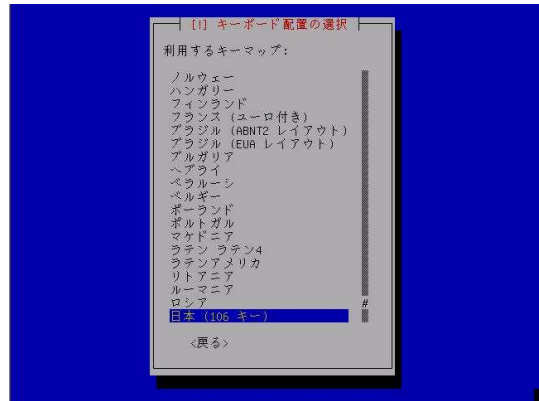 [!] キーボード配置の選択
利用するキーマップ:
ノルウェー
ハンガリー
フィンランド
フランス (ユーロ付き)
ブラジル (ABNT2 レイアウト)
ブラジル (EUA レイアウト)
ブルガリア
ヘブライ
ベラルーシ
ベルギー
ポーランド
ポルトガル
マケドニア
ラテン ラテン4
ラテンアメリカ
リトアニア
ルーマニア
ロシア #
日本 (106 キー)
<戻る>